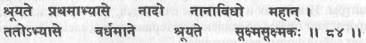 श्रूयते प्रथमाभ्यासे नादो नानाविधो महान् ।
ततोऽभ्यासे वर्धमाने श्रूयते सूक्ष्मसूक्ष्मकः ॥ ८४ ॥